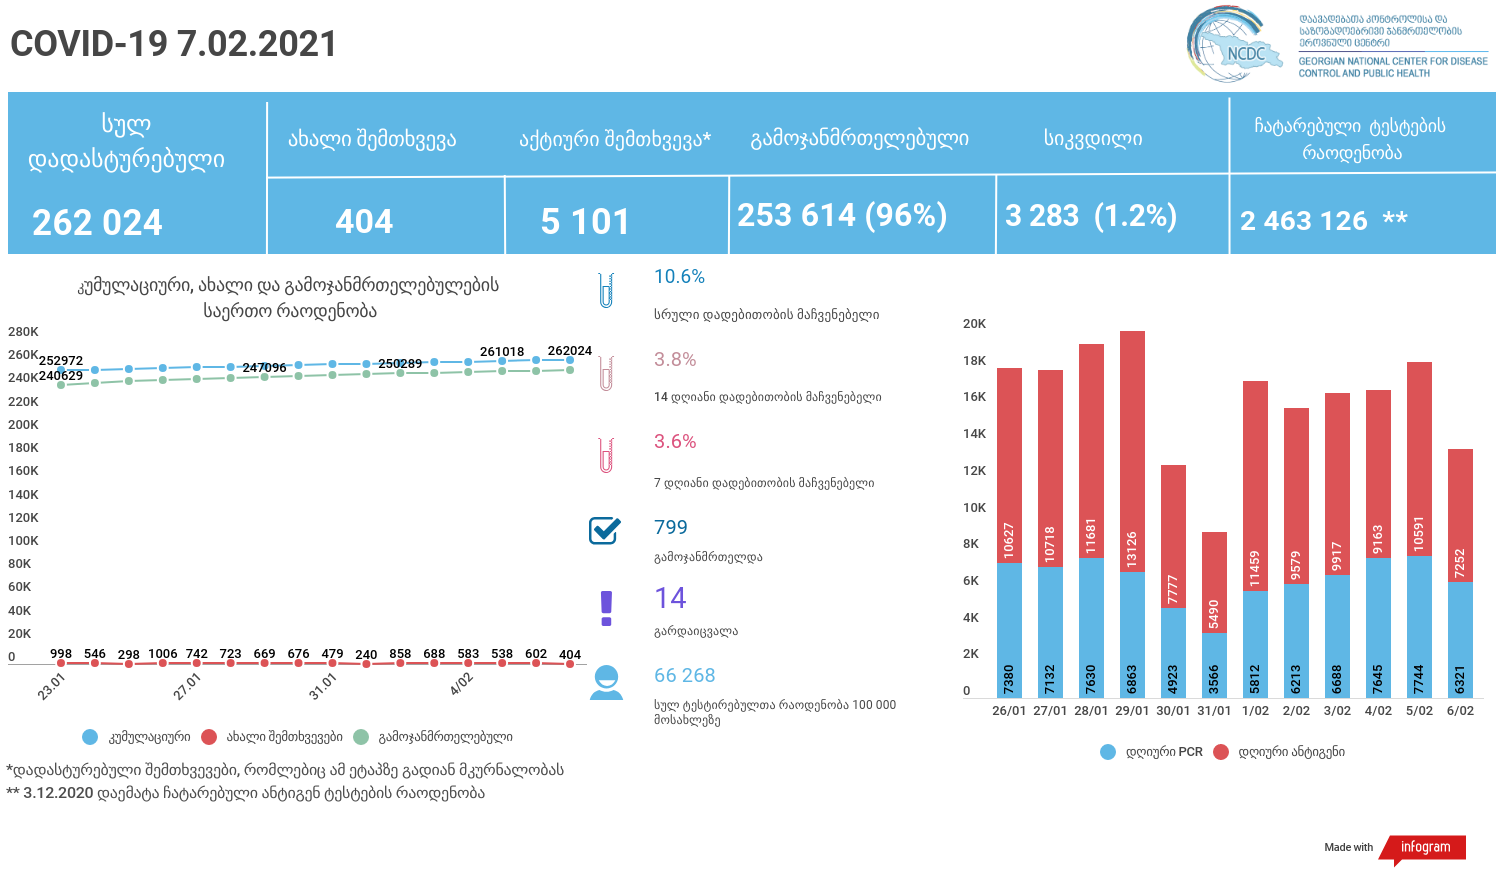 COVID-19 7.02.2021
დაავადებათა კონტროლისა და
საზოგადოებრივი ჯანმრთელობის
ეროვნული ცენტრი
NCDC
GEORGIAN NATIONAL CENTER FOR DISEASE
CONTROL AND PUBLIC HEALTH
სულ
დადასტურებული
262 024
ახალი შემთხვევა
404
აქტიური შემთხვევა*
5 101
გამოჯანმრთელებული
253 614 (96%)
სიკვდილი
3 283 (1.2%)
ჩატარებული ტესტების
რაოდენობა
2 463 126 **
კუმულაციური, ახალი და გამოჯანმრთელებულების
საერთო რაოდენობა
280K
260K
240K
220K
200K
180K
160K
140K
120K
100K
80K
60K
40K
20K
0
252972
240629
247096
250289
261018
262024
998 546 298 1006 742 723 669 676 479 240 858 688 583 538 602 404
23.01 27.01 31.01 4/02
კუმულაციური ახალი შემთხვევები გამოჯანმრთელებული
*დადასტურებული შემთხვევები, რომლებიც ამ ეტაპზე გადიან მკურნალობას
** 3.12.2020 დაემატა ჩატარებული ანტიგენ ტესტების რაოდენობა
10.6%
სრული დადებითობის მაჩვენებელი
3.8%
14 დღიანი დადებითობის მაჩვენებელი
3.6%
7 დღიანი დადებითობის მაჩვენებელი
799
გამოჯანმრთელდა
14
გარდაიცვალა
66 268
სულ ტესტირებულთა რაოდენობა 100 000
მოსახლეზე
20K
18K
16K
14K
12K
10K
8K
6K
4K
2K
0
10627 10718 11681 13126 7777 5490 11459 9579 9917 9163 10591 7252
7380 7132 7630 6863 4923 3566 5812 6213 6688 7645 7744 6321
26/01 27/01 28/01 29/01 30/01 31/01 1/02 2/02 3/02 4/02 5/02 6/02
დღიური PCR დღიური ანტიგენი
Made with infogram